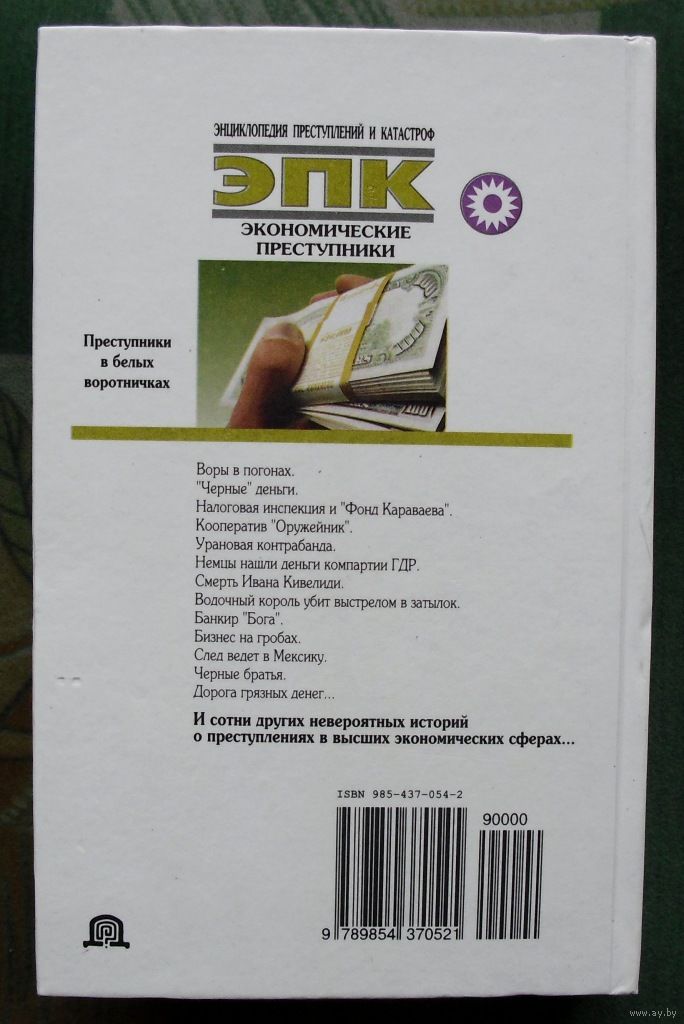 ЭНЦИКЛОПЕДИЯ ПРЕСТУПЛЕНИЙ И КАТАСТРОФ
ЭПК
ЭКОНОМИЧЕСКИЕ
ПРЕСТУПНИКИ
Преступники
в белых
воротничках
100
Воры в погонах.
"Черные" деньги.
Налоговая инспекция и "Фонд Караваева".
Кооператив "Оружейник".
Урановая контрабанда.
Немцы нашли деньги компартии ГДР.
Смерть Ивана Кивелиди.
Водочный король убит выстрелом в затылок.
Банкир "Бога".
Бизнес на гробах.
След ведет в Мексику.
Черные братья.
Дорога грязных денег...
И сотни других невероятных историй
о преступлениях в высших экономических сферах...
ISBN 985-437-054-2
90000
9 789854 370521
www.ay.by